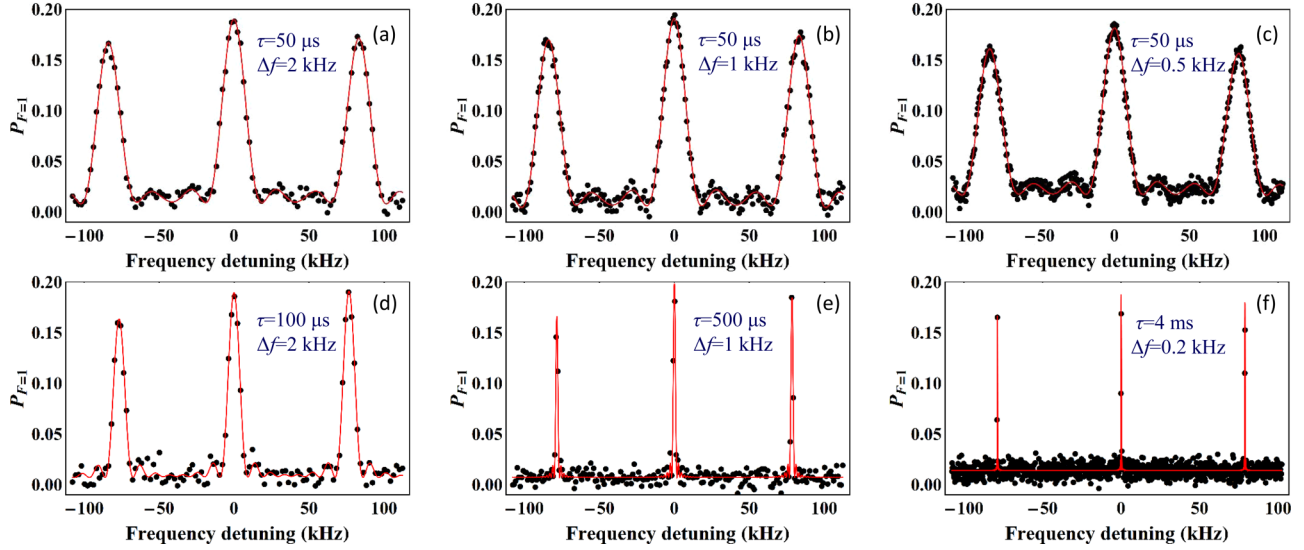 0.20
0.15
0.10
0.05
0.00
P_{F=1}
(a)
τ=50 μs
Δf=2 kHz
−100 −50 0 50 100
Frequency detuning (kHz)
0.20
0.15
0.10
0.05
0.00
P_{F=1}
(b)
τ=50 μs
Δf=1 kHz
−100 −50 0 50 100
Frequency detuning (kHz)
0.20
0.15
0.10
0.05
0.00
P_{F=1}
(c)
τ=50 μs
Δf=0.5 kHz
−100 −50 0 50 100
Frequency detuning (kHz)
0.20
0.15
0.10
0.05
0.00
P_{F=1}
(d)
τ=100 μs
Δf=2 kHz
−100 −50 0 50 100
Frequency detuning (kHz)
0.20
0.15
0.10
0.05
0.00
P_{F=1}
(e)
τ=500 μs
Δf=1 kHz
−100 −50 0 50 100
Frequency detuning (kHz)
0.20
0.15
0.10
0.05
0.00
P_{F=1}
(f)
τ=4 ms
Δf=0.2 kHz
−100 −50 0 50 100
Frequency detuning (kHz)